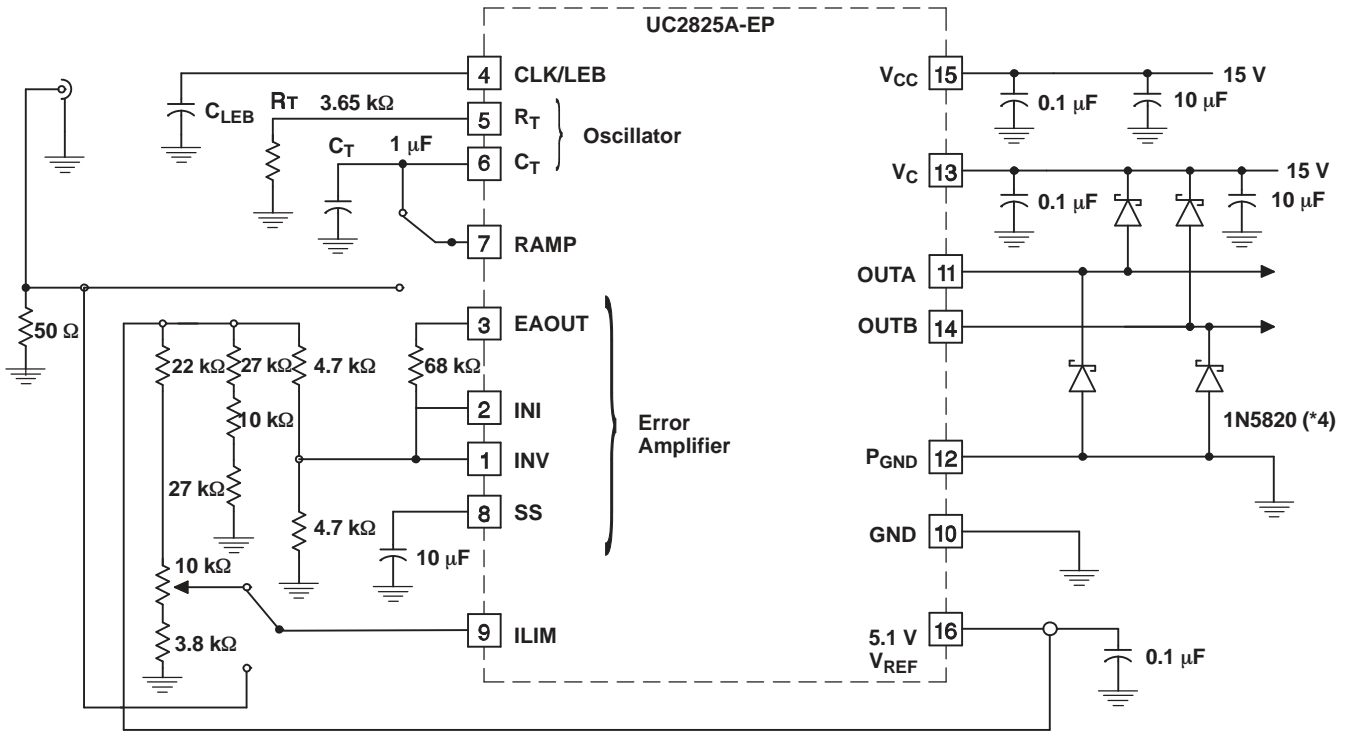 UC2825A-EP
4 CLK/LEB
C_LEB
R_T 3.65 kΩ
5 R_T
Oscillator
C_T 1 μF
6 C_T
7 RAMP
50 Ω
3 EAOUT
22 kΩ 27 kΩ 4.7 kΩ 68 kΩ
2 INI
10 kΩ
Error
Amplifier
1 INV
27 kΩ
8 SS
4.7 kΩ
10 μF
10 kΩ
9 ILIM
3.8 kΩ
V_CC 15 15 V
0.1 μF 10 μF
V_C 13 15 V
0.1 μF 10 μF
OUTA 11
OUTB 14
1N5820 (*4)
P_GND 12
GND 10
5.1 V 16
V_REF
0.1 μF